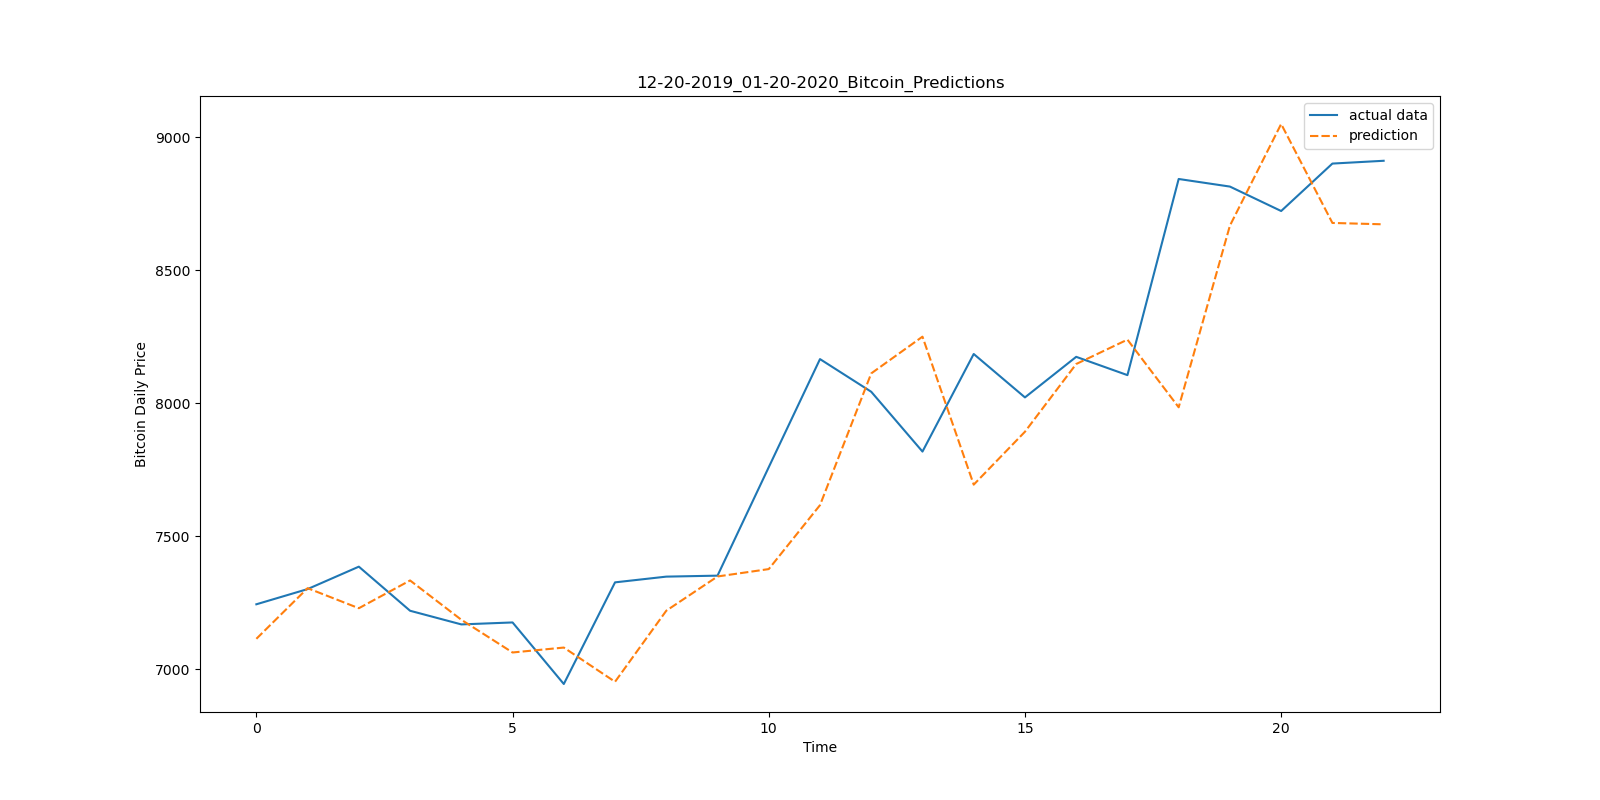 12-20-2019_01-20-2020_Bitcoin_Predictions
actual data
prediction
9000
8500
8000
7500
7000
Bitcoin Daily Price
0 5 10 15 20
Time